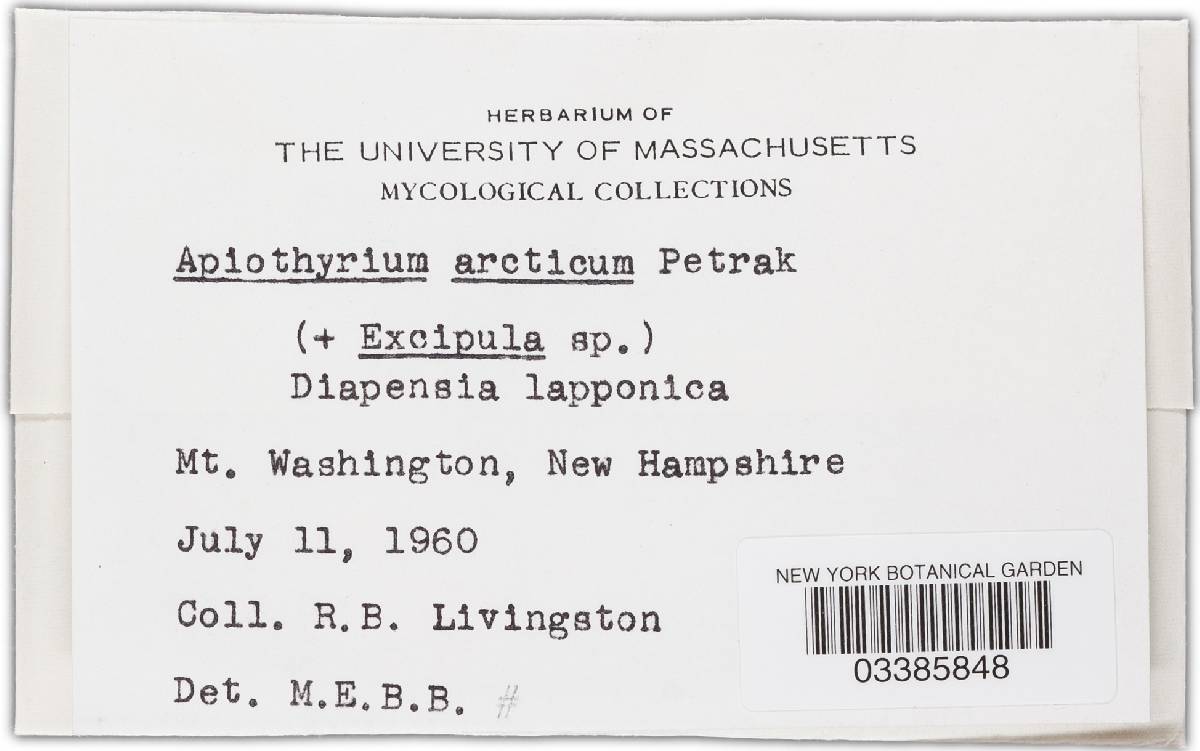 HERBARIUM OF
THE UNIVERSITY OF MASSACHUSETTS
MYCOLOGICAL COLLECTIONS
Apiothyrium arcticum Petrak
(+ Excipula sp.)
Diapensia lapponica
Mt. Washington, New Hampshire
July 11, 1960
Coll. R.B. Livingston
Det. M.E.B.B. #
NEW YORK BOTANICAL GARDEN
03385848